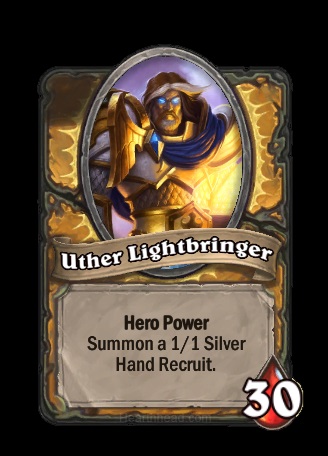 Uther Lightbringer
Hero Power
Summon a 1/1 Silver
Hand Recruit.
30